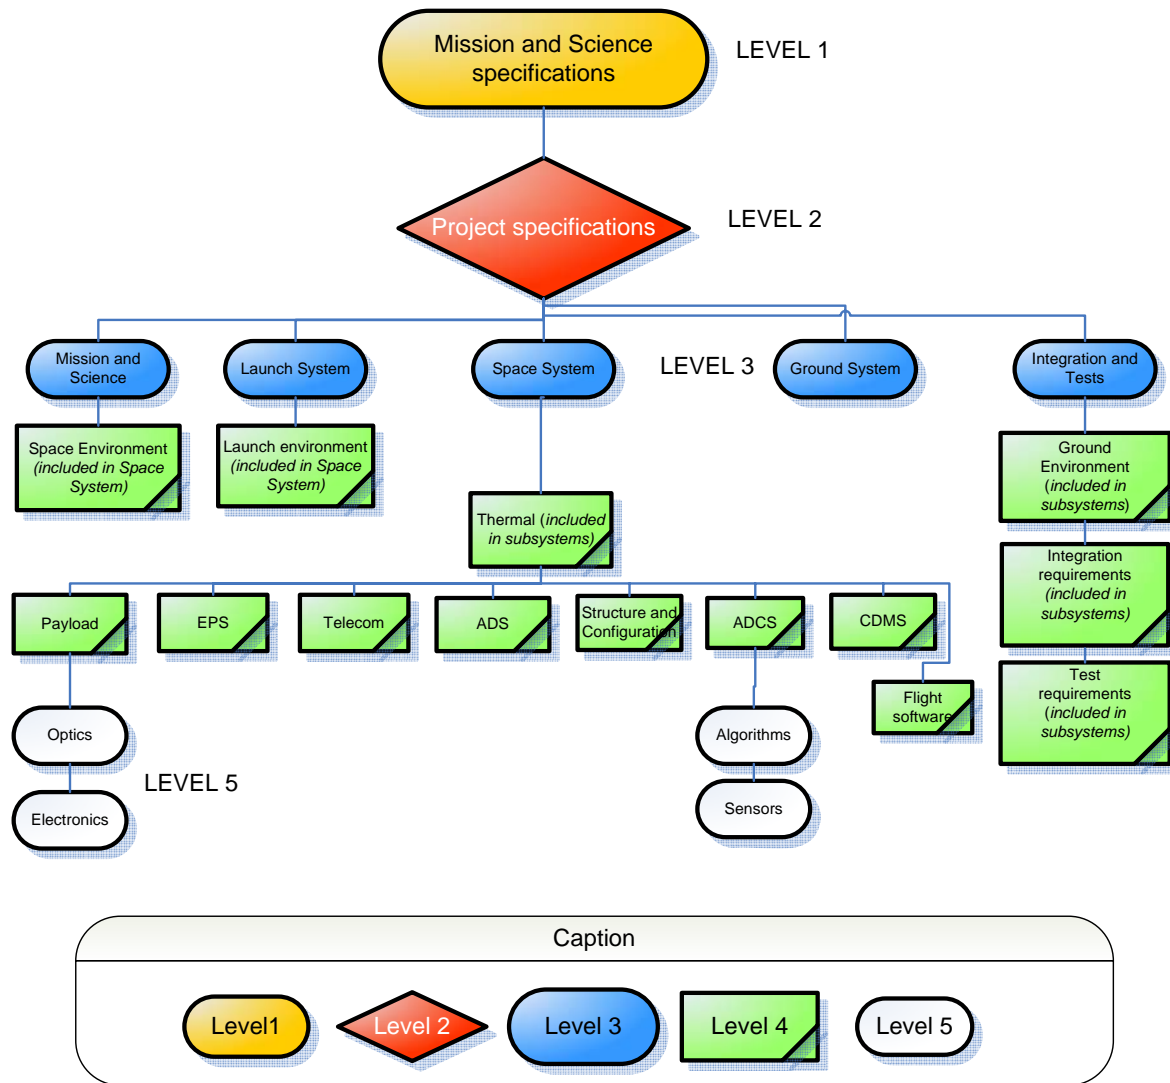 Mission and Science
specifications
LEVEL 1
Project specifications
LEVEL 2
Mission and
Science
Launch System
Space System
LEVEL 3
Ground System
Integration and
Tests
Space Environment
(included in Space
System)
Launch environment
(included in Space
System)
Ground
Environment
(included in
subsystems)
Thermal (included
in subsystems)
Integration
requirements
(included in
subsystems)
Payload
EPS
Telecom
ADS
Structure and
Configuration
ADCS
CDMS
Test
requirements
(included in
subsystems)
Flight
software
Optics
Algorithms
LEVEL 5
Electronics
Sensors
Caption
Level1
Level 2
Level 3
Level 4
Level 5